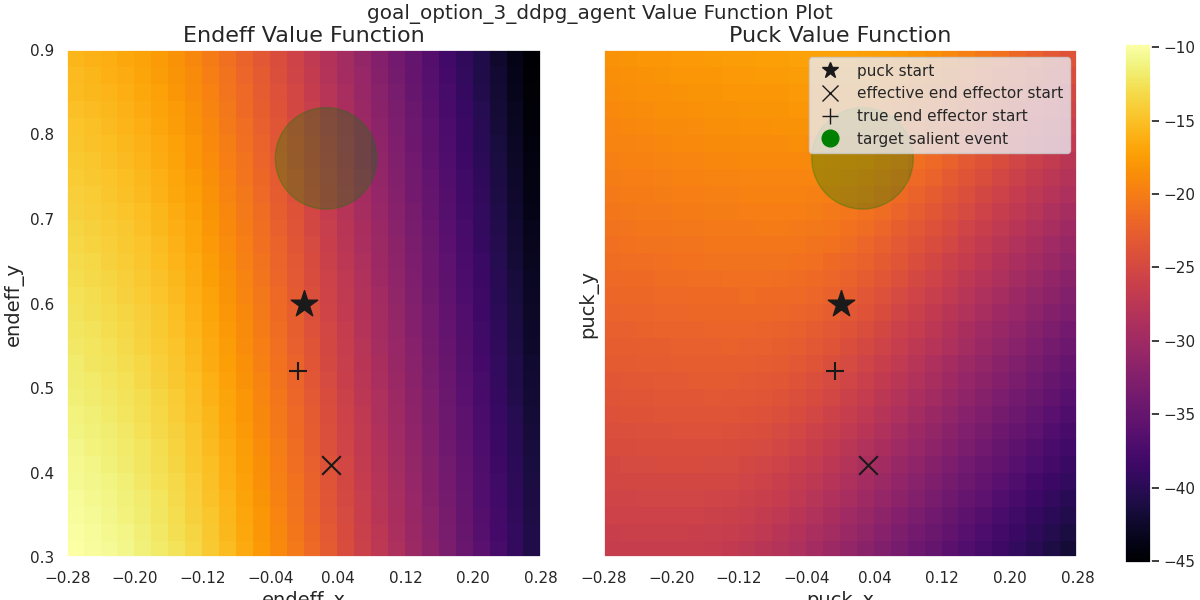 goal_option_3_ddpg_agent Value Function Plot
Endeff Value Function
Puck Value Function
endeff_y
0.9
0.8
0.7
0.6
0.5
0.4
0.3
−0.28 −0.20 −0.12 −0.04 0.04 0.12 0.20 0.28
endeff_x
puck_y
puck start
effective end effector start
true end effector start
target salient event
−0.28 −0.20 −0.12 −0.04 0.04 0.12 0.20 0.28
puck_x
−10
−15
−20
−25
−30
−35
−40
−45